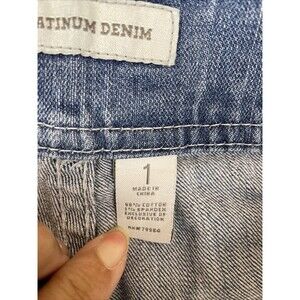 ATINUM DENIM
1
MADE IN
CHINA
98% COTTON
2% SPANDEX
EXCLUSIVE OF
DECORATION